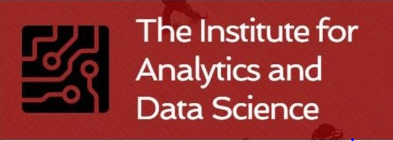 The Institute for
Analytics and
Data Science